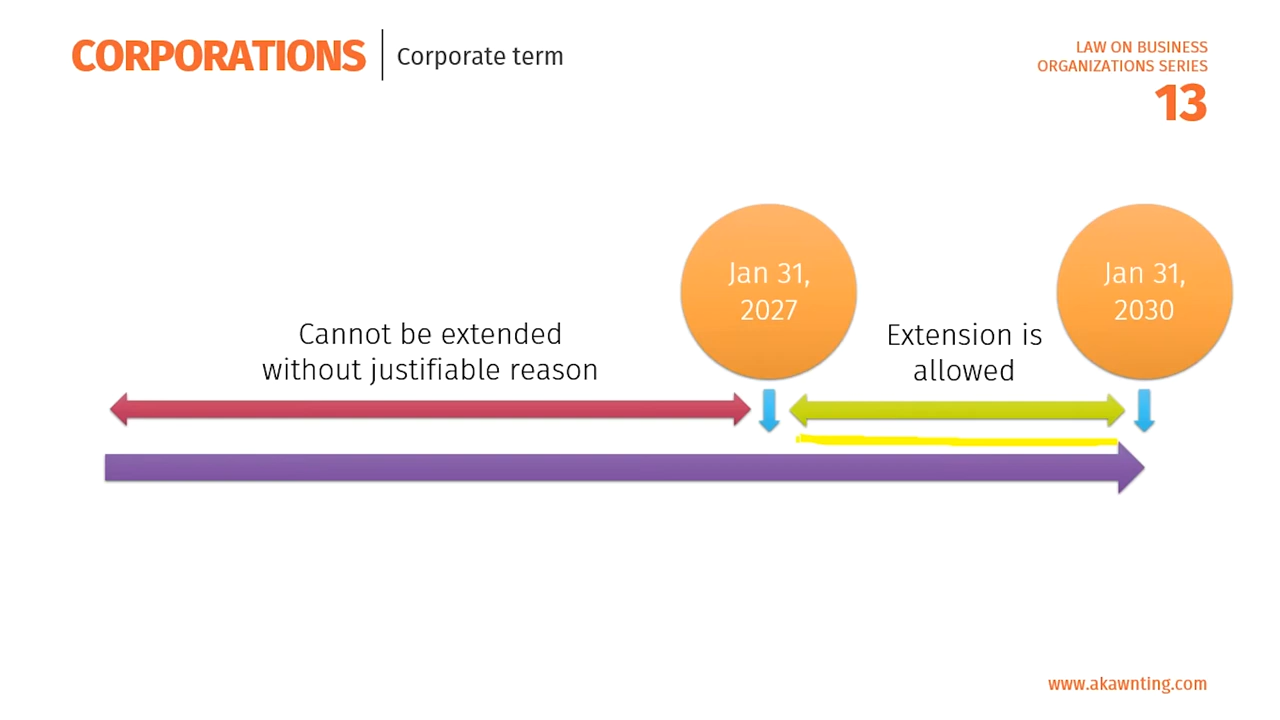 CORPORATIONS
Corporate term
LAW ON BUSINESS
ORGANIZATIONS SERIES
13
Jan 31,
2027
Jan 31,
2030
Cannot be extended
without justifiable reason
Extension is
allowed
www.akawnting.com